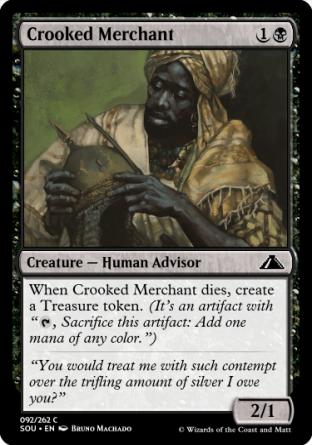 Crooked Merchant 1
Creature — Human Advisor
When Crooked Merchant dies, create
a Treasure token. (It's an artifact with
“, Sacrifice this artifact: Add one
mana of any color.”)
“You would treat me with such contempt
over the trifling amount of silver I owe
you?”
2/1
092/262 C
SOU • EN Bruno Machado
© Wizards of the Coast and Matt